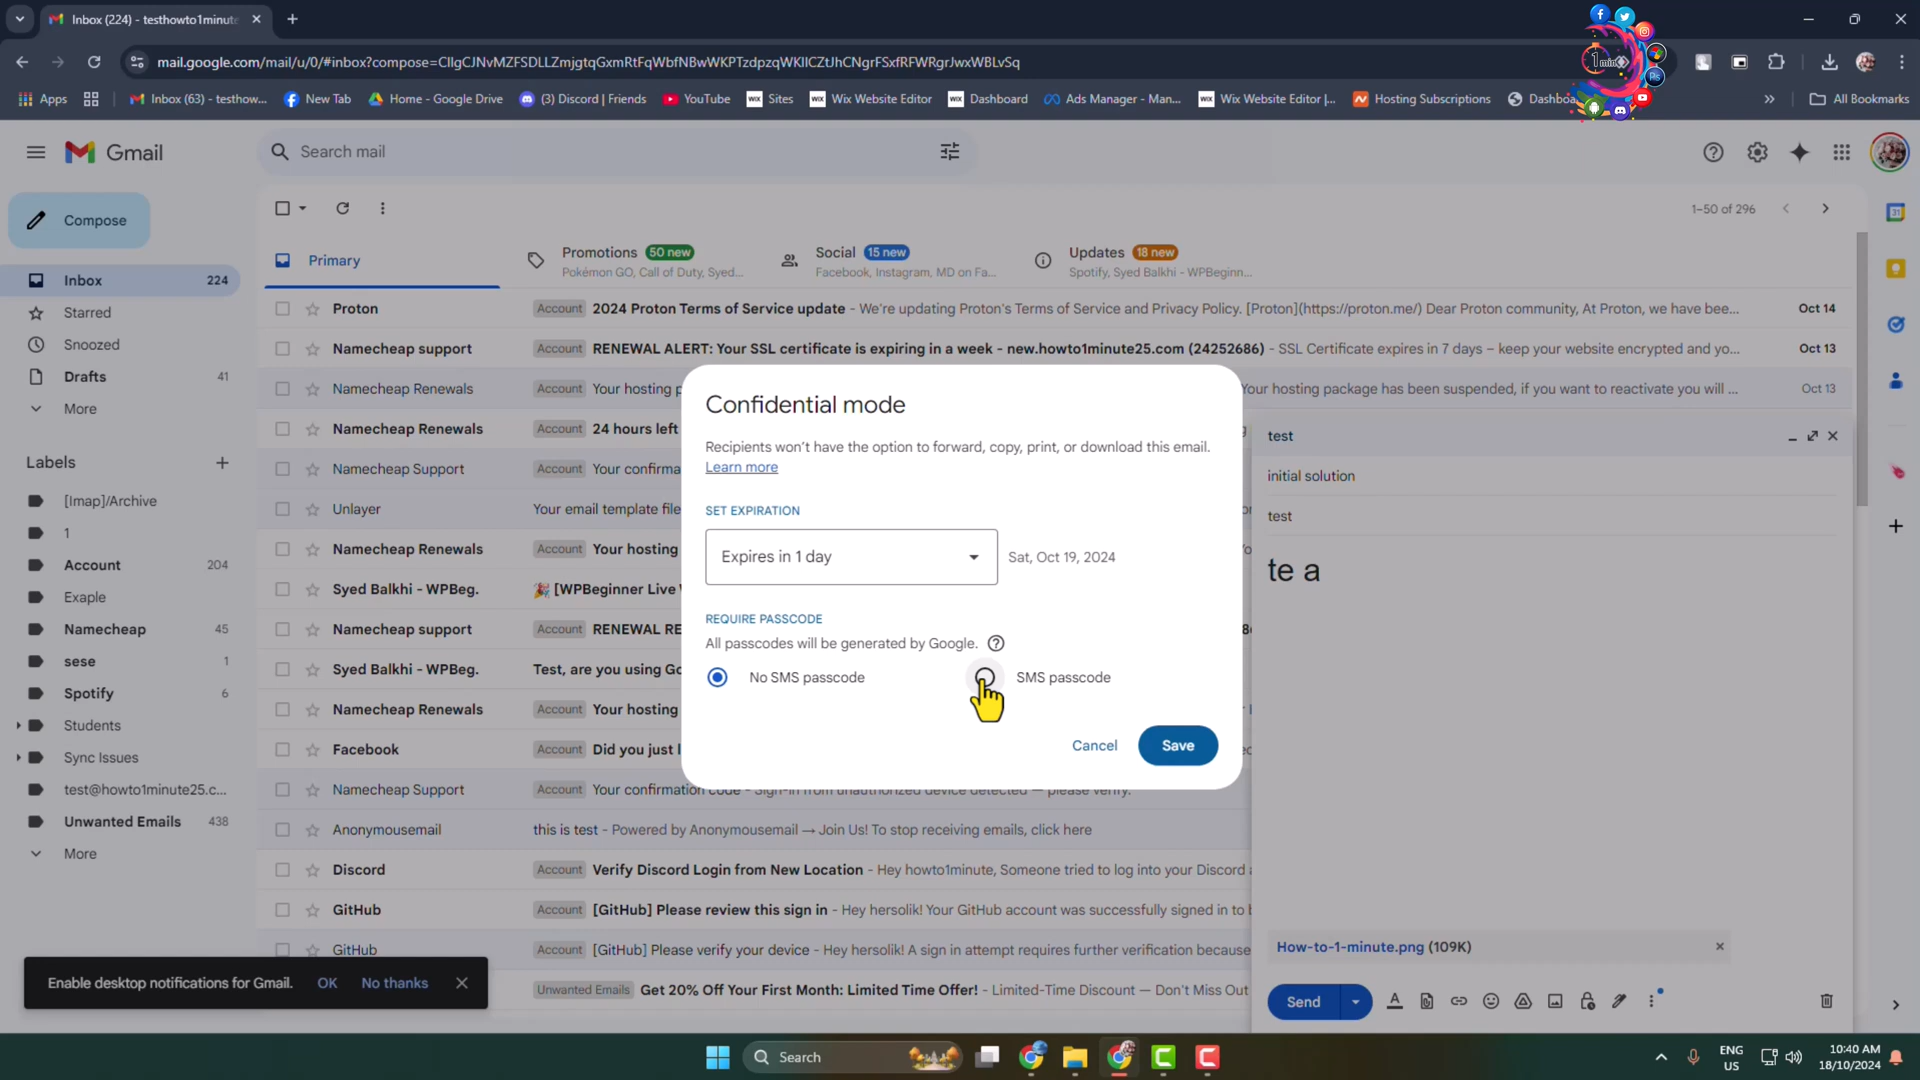 Inbox (224) - testhowto1minute
mail.google.com/mail/u/0/#inbox?compose=CllgCJNvMZFSDLLZmjgtqGxmRtFqWbfNBwWKPTzdpzqWKllCZtJhCNgrFSxfRFWRgrJwxWBLvSq
1min
Apps
Inbox (63) - testhow...
New Tab
Home - Google Drive
(3) Discord | Friends
YouTube
WIX Sites
WIX Wix Website Editor
WIX Dashboard
Ads Manager - Man...
WIX Wix Website Editor |...
Hosting Subscriptions
All Bookmarks
Gmail
Search mail
Compose
1–50 of 296
Primary
Promotions 50 new
Pokémon GO, Call of Duty, Syed...
Social 15 new
Facebook, Instagram, MD on Fa...
Updates 18 new
Spotify, Syed Balkhi - WPBeginn...
Inbox 224
Starred
Snoozed
Drafts 41
More
Labels
[Imap]/Archive
1
Account 204
Exaple
Namecheap 45
sese 1
Spotify 6
Students
Sync Issues
test@howto1minute25.c...
Unwanted Emails 438
More
Proton Account 2024 Proton Terms of Service update - We're updating Proton's Terms of Service and Privacy Policy. [Proton](https://proton.me/) Dear Proton community, At Proton, we have bee... Oct 14
Namecheap support Account RENEWAL ALERT: Your SSL certificate is expiring in a week - new.howto1minute25.com (24252686) - SSL Certificate expires in 7 days – keep your website encrypted and yo... Oct 13
Namecheap Renewals Account Your hosting p our hosting package has been suspended, if you want to reactivate you will ... Oct 13
Namecheap Renewals Account 24 hours left
Namecheap Support Account Your confirma
Unlayer Your email template file
Namecheap Renewals Account Your hosting
Syed Balkhi - WPBeg. 🎉 [WPBeginner Live
Namecheap support Account RENEWAL RE
Syed Balkhi - WPBeg. Test, are you using Go
Namecheap Renewals Account Your hosting
Facebook Account Did you just l
Namecheap Support Account Your confirmation code - Sign-in from unauthorized device detected — please verify.
Anonymousemail this is test - Powered by Anonymousemail → Join Us! To stop receiving emails, click here
Discord Account Verify Discord Login from New Location - Hey howto1minute, Someone tried to log into your Discord a
GitHub Account [GitHub] Please review this sign in - Hey hersolik! Your GitHub account was successfully signed in to b
GitHub Account [GitHub] Please verify your device - Hey hersolik! A sign in attempt requires further verification because
Unwanted Emails Get 20% Off Your First Month: Limited Time Offer! - Limited-Time Discount — Don't Miss Out
Confidential mode
Recipients won't have the option to forward, copy, print, or download this email.
Learn more
SET EXPIRATION
Expires in 1 day
Sat, Oct 19, 2024
REQUIRE PASSCODE
All passcodes will be generated by Google.
No SMS passcode
SMS passcode
Cancel
Save
test
initial solution
test
te a
How-to-1-minute.png (109K)
Send
Enable desktop notifications for Gmail. OK No thanks
Search
ENG
US
10:40 AM
18/10/2024